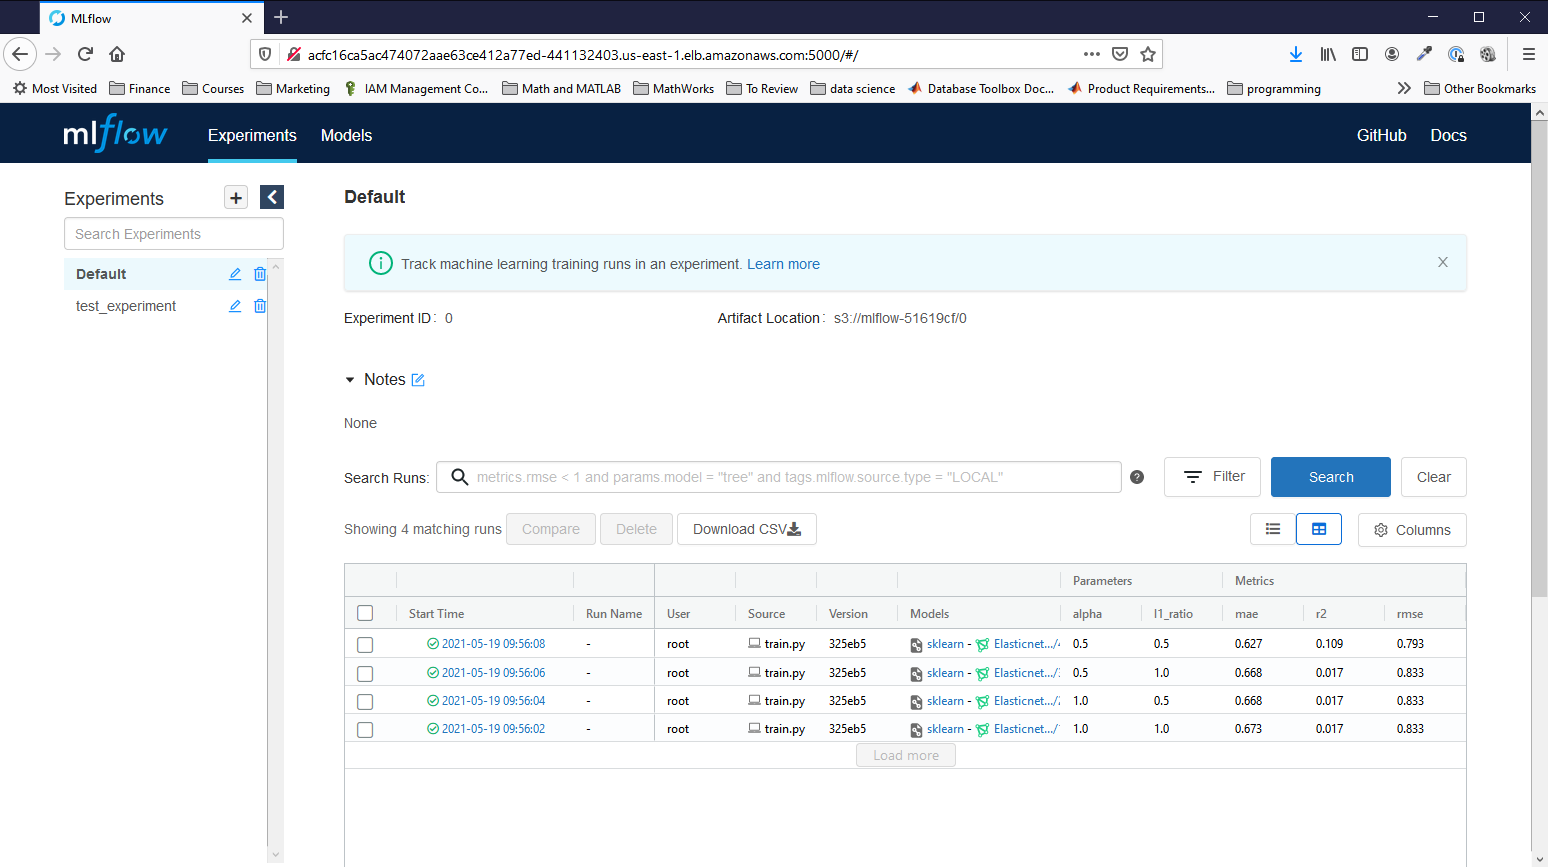 MLflow
acfc16ca5ac474072aae63ce412a77ed-441132403.us-east-1.elb.amazonaws.com:5000/#/
Most Visited Finance Courses Marketing IAM Management Co... Math and MATLAB MathWorks To Review data science Database Toolbox Doc... Product Requirements... programming Other Bookmarks
mlflow Experiments Models GitHub Docs
Experiments
Search Experiments
Default
test_experiment
Default
Track machine learning training runs in an experiment. Learn more
Experiment ID: 0 Artifact Location: s3://mlflow-51619cf/0
Notes
None
Search Runs: metrics.rmse < 1 and params.model = "tree" and tags.mlflow.source.type = "LOCAL" ? Filter Search Clear
Showing 4 matching runs Compare Delete Download CSV Columns
Parameters Metrics
Start Time Run Name User Source Version Models alpha l1_ratio mae r2 rmse
2021-05-19 09:56:08 - root train.py 325eb5 sklearn - Elasticnet.../ 0.5 0.5 0.627 0.109 0.793
2021-05-19 09:56:06 - root train.py 325eb5 sklearn - Elasticnet.../ 0.5 1.0 0.668 0.017 0.833
2021-05-19 09:56:04 - root train.py 325eb5 sklearn - Elasticnet.../ 1.0 0.5 0.668 0.017 0.833
2021-05-19 09:56:02 - root train.py 325eb5 sklearn - Elasticnet.../ 1.0 1.0 0.673 0.017 0.833
Load more